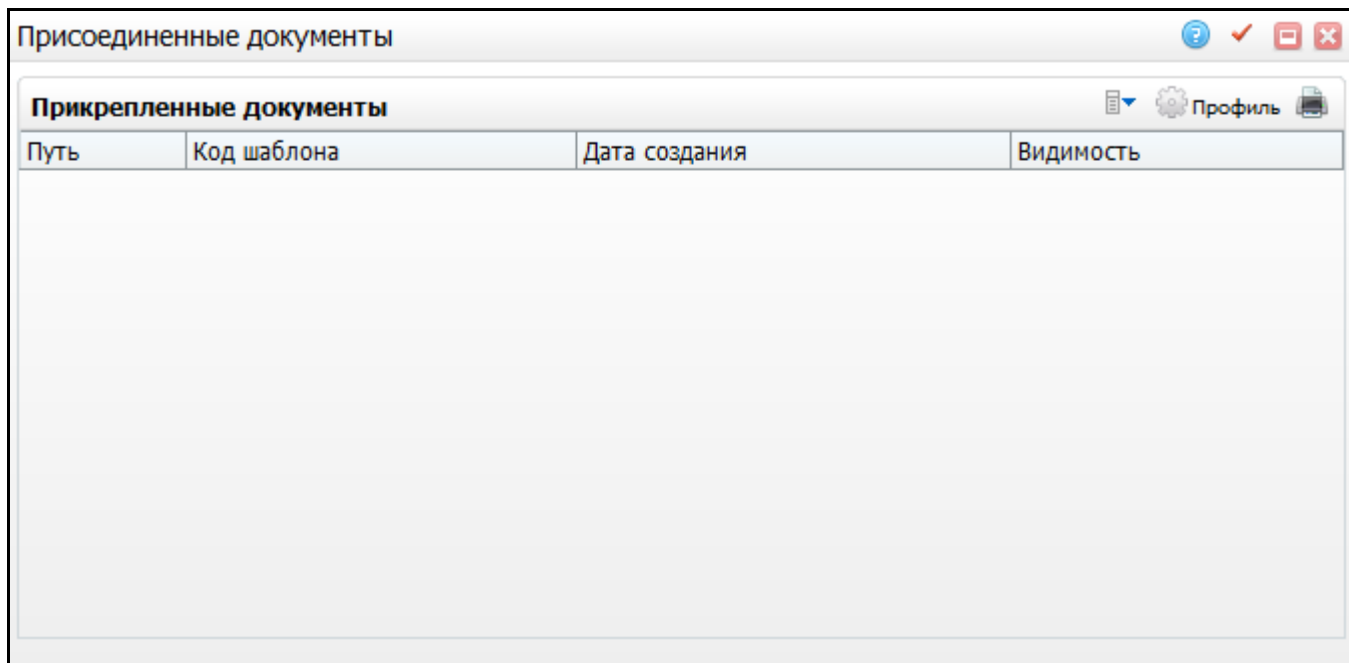 Присоединенные документы
Прикрепленные документы Профиль
Путь Код шаблона Дата создания Видимость